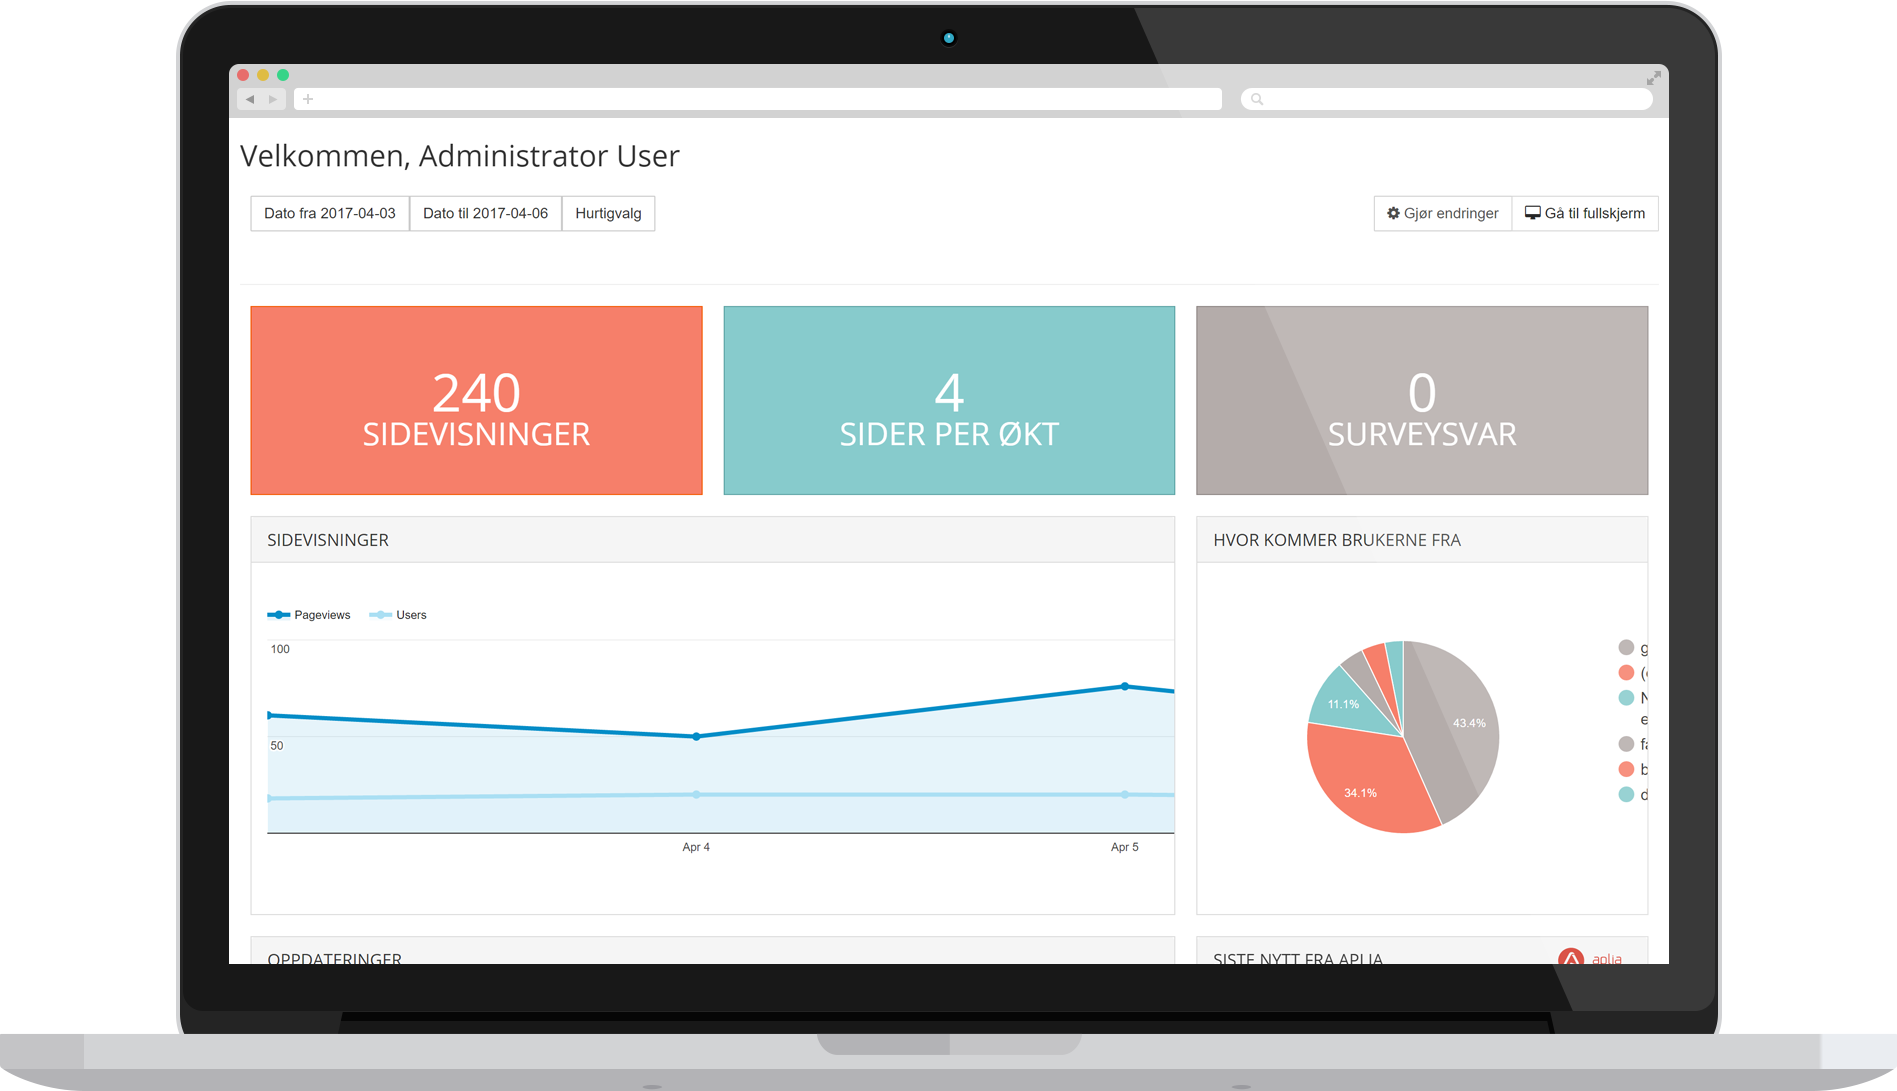 Velkommen, Administrator User
Dato fra 2017-04-03
Dato til 2017-04-06
Hurtigvalg
Gjør endringer
Gå til fullskjerm
240
SIDEVISNINGER
4
SIDER PER ØKT
0
SURVEYSVAR
SIDEVISNINGER
Pageviews
Users
100
50
Apr 4
Apr 5
HVOR KOMMER BRUKERNE FRA
43.4%
34.1%
11.1%
OPPDATERINGER
SISTE NYTT FRA APLIA
aplia